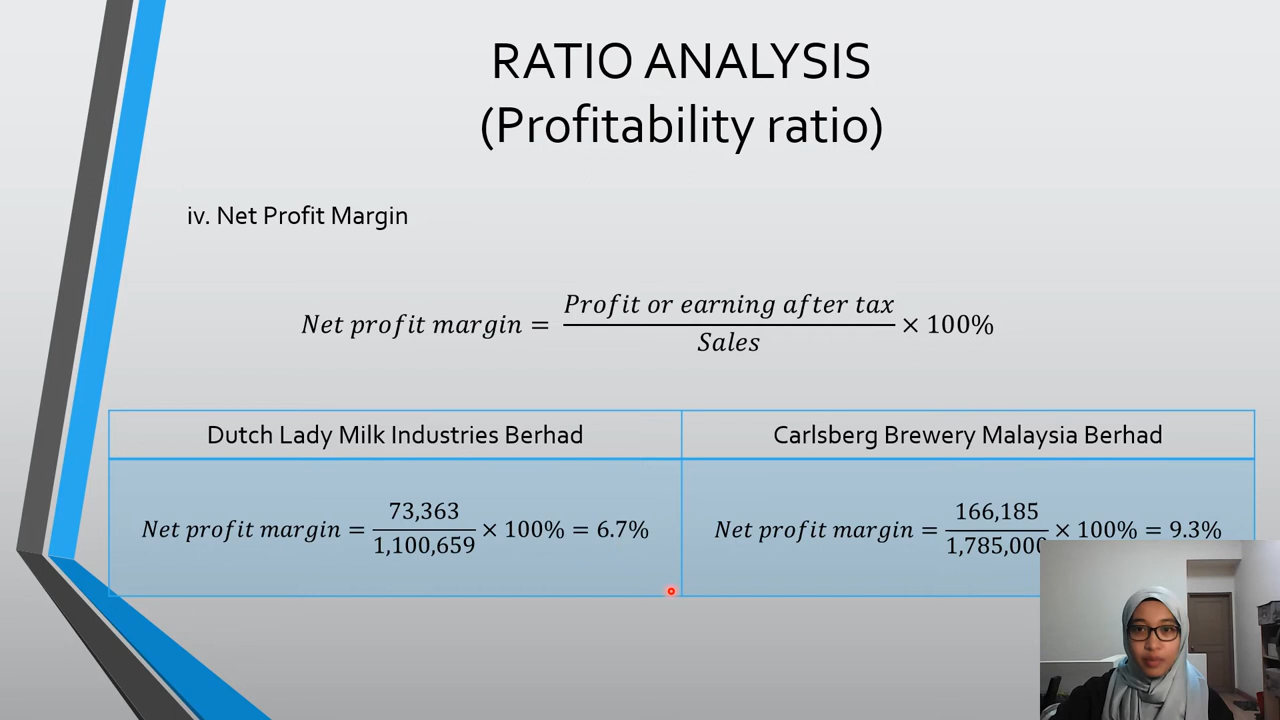 RATIO ANALYSIS
(Profitability ratio)
iv. Net Profit Margin
Net profit margin = Profit or earning after tax / Sales × 100%
Dutch Lady Milk Industries Berhad
Carlsberg Brewery Malaysia Berhad
Net profit margin = 73,363 / 1,100,659 × 100% = 6.7%
Net profit margin = 166,185 / 1,785,000 × 100% = 9.3%